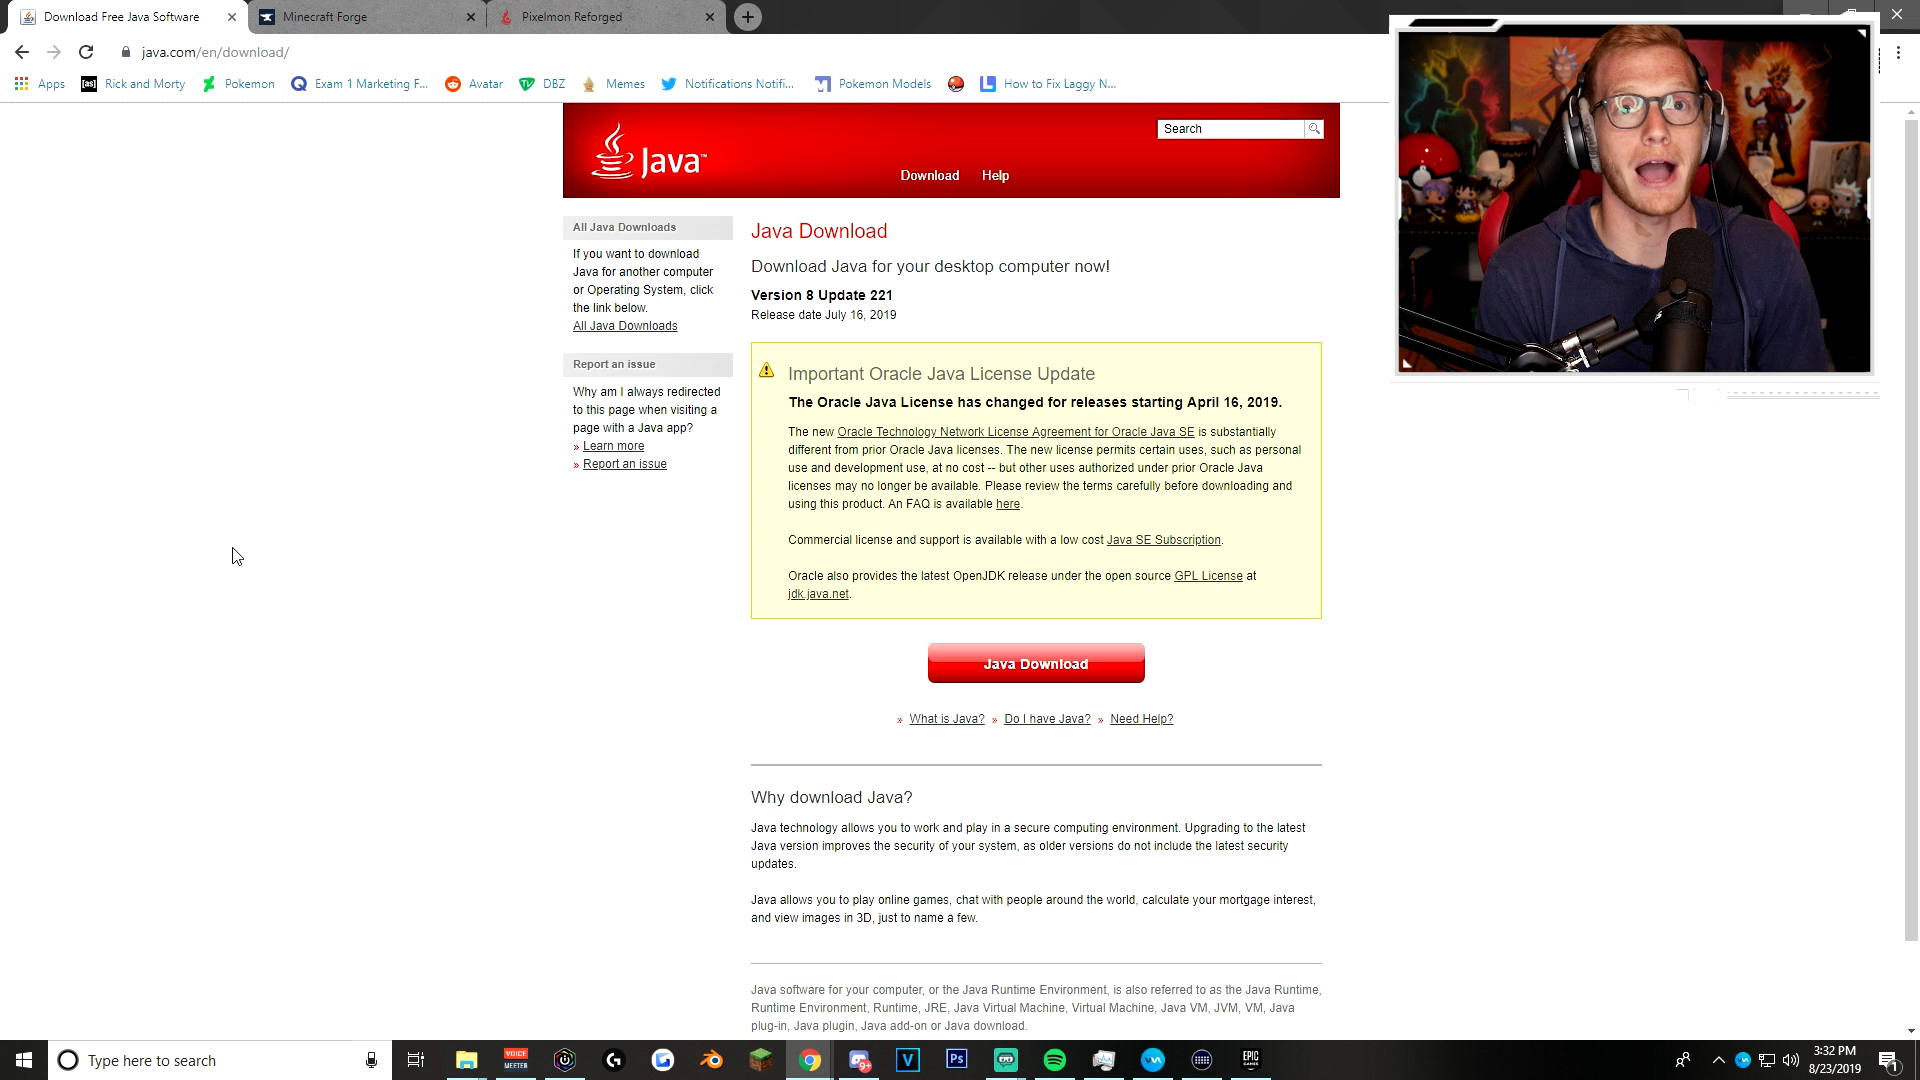 Download Free Java Software
Minecraft Forge
Pixelmon Reforged
java.com/en/download/
Apps
[as] Rick and Morty
Pokemon
Exam 1 Marketing F...
Avatar
DBZ
Memes
Notifications Notifi...
Pokemon Models
How to Fix Laggy N...
Java™
Search
Download
Help
All Java Downloads
If you want to download
Java for another computer
or Operating System, click
the link below.
All Java Downloads
Report an issue
Why am I always redirected
to this page when visiting a
page with a Java app?
» Learn more
» Report an issue
Java Download
Download Java for your desktop computer now!
Version 8 Update 221
Release date July 16, 2019
Important Oracle Java License Update
The Oracle Java License has changed for releases starting April 16, 2019.
The new Oracle Technology Network License Agreement for Oracle Java SE is substantially
different from prior Oracle Java licenses. The new license permits certain uses, such as personal
use and development use, at no cost -- but other uses authorized under prior Oracle Java
licenses may no longer be available. Please review the terms carefully before downloading and
using this product. An FAQ is available here.
Commercial license and support is available with a low cost Java SE Subscription.
Oracle also provides the latest OpenJDK release under the open source GPL License at
jdk.java.net.
Java Download
» What is Java? » Do I have Java? » Need Help?
Why download Java?
Java technology allows you to work and play in a secure computing environment. Upgrading to the latest
Java version improves the security of your system, as older versions do not include the latest security
updates.
Java allows you to play online games, chat with people around the world, calculate your mortgage interest,
and view images in 3D, just to name a few.
Java software for your computer, or the Java Runtime Environment, is also referred to as the Java Runtime,
Runtime Environment, Runtime, JRE, Java Virtual Machine, Virtual Machine, Java VM, JVM, VM, Java
plug-in, Java plugin, Java add-on or Java download.
Type here to search
VOICE
MEETER
9+
V
Ps
EPIC
GAMES
3:32 PM
8/23/2019
1